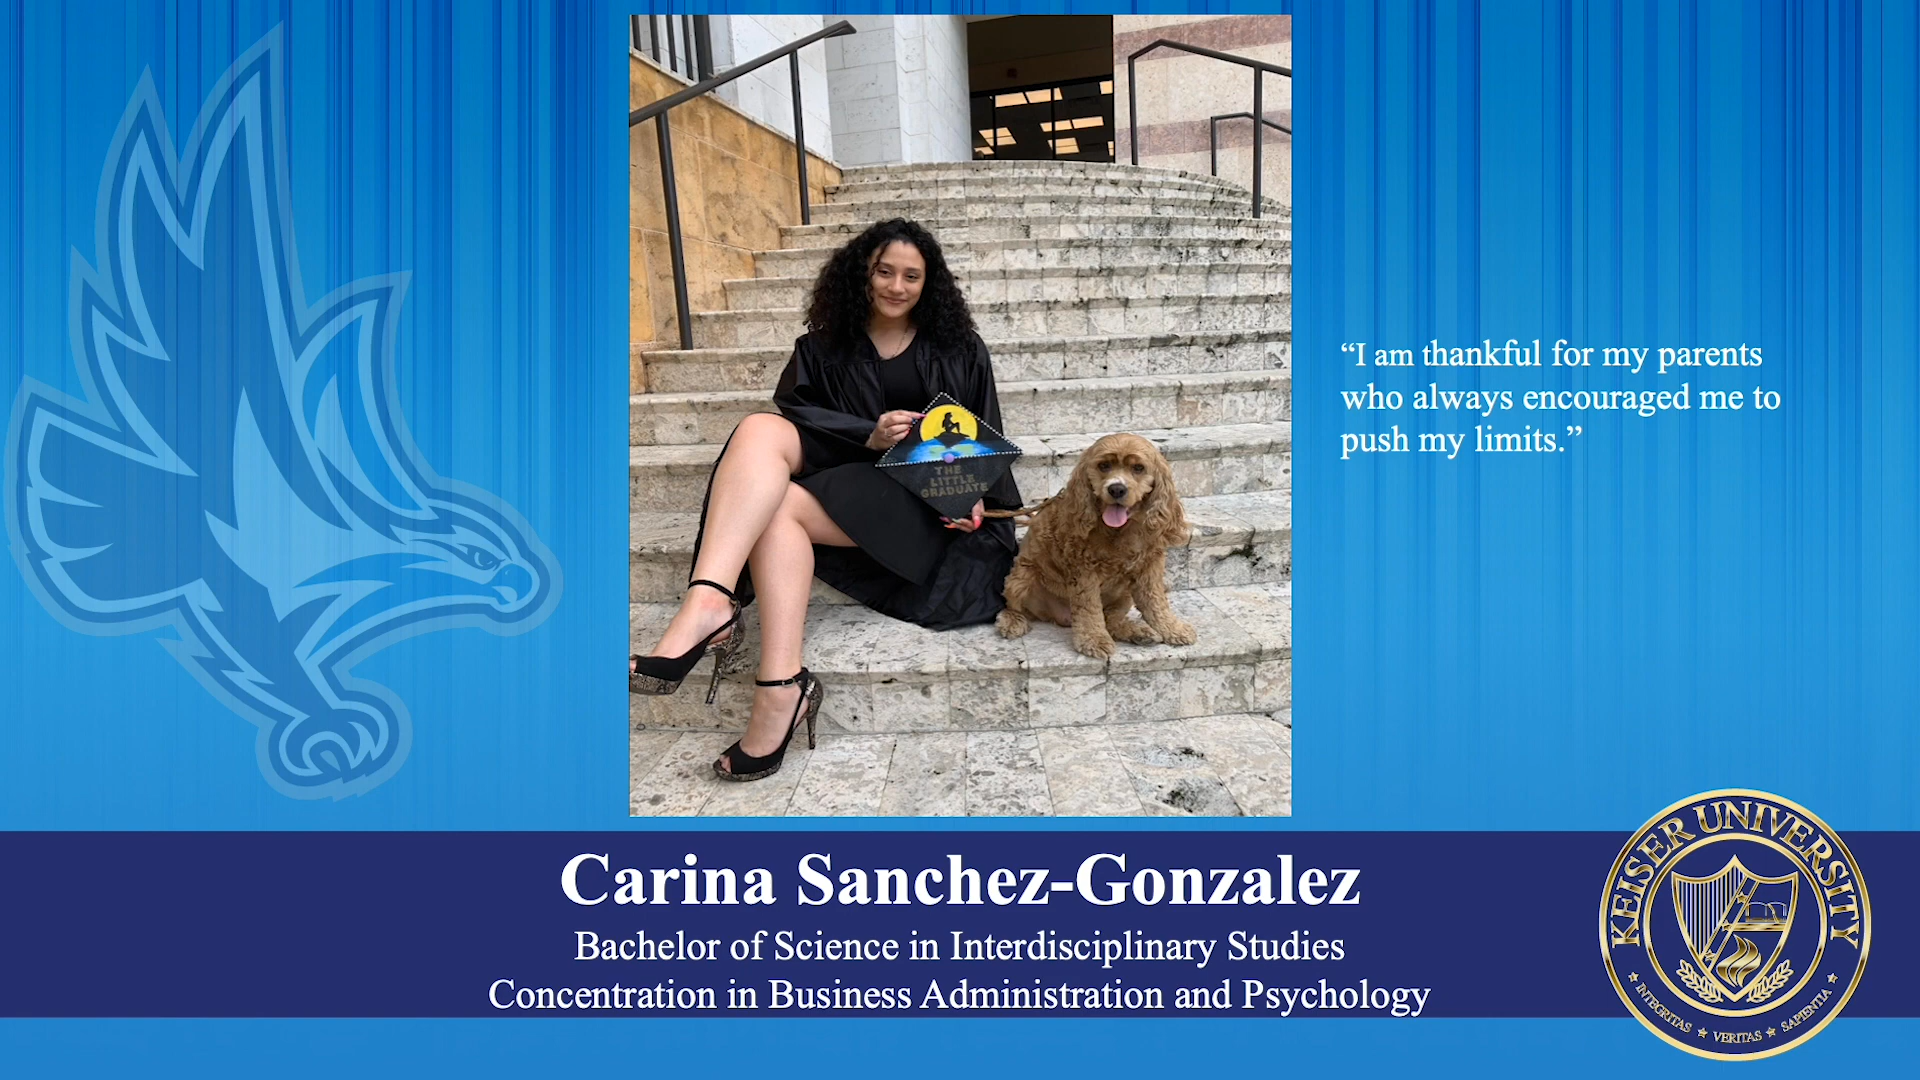 THE
LITTLE
GRADUATE
“I am thankful for my parents
who always encouraged me to
push my limits.”
Carina Sanchez-Gonzalez
Bachelor of Science in Interdisciplinary Studies
Concentration in Business Administration and Psychology
KEISER UNIVERSITY
INTEGRITAS ★ VERITAS ★ SAPIENTIA